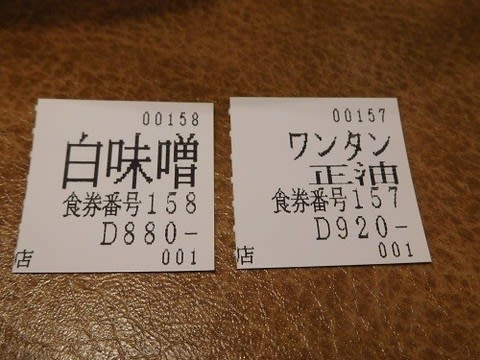 00158
白味噌
食券番号158
D880-
店 001
00157
ワンタン
正油
食券番号157
D920-
店 001